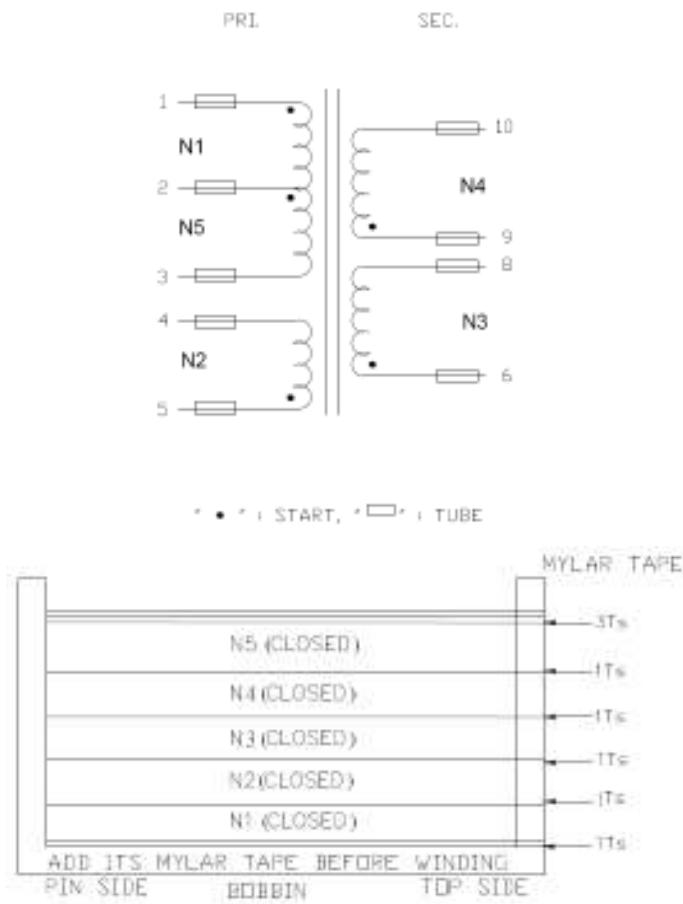 PRI. SEC.
1
10
N1
N4
2
N5
9
3
8
4
N3
N2
6
5
" • " : START, " " : TUBE
MYLAR TAPE
3Ts
N5 (CLOSED)
1Ts
N4 (CLOSED)
1Ts
N3 (CLOSED)
1Ts
N2 (CLOSED)
1Ts
N1 (CLOSED)
1Ts
ADD 1TS MYLAR TAPE BEFORE WINDING
PIN SIDE BOBBIN TOP SIDE